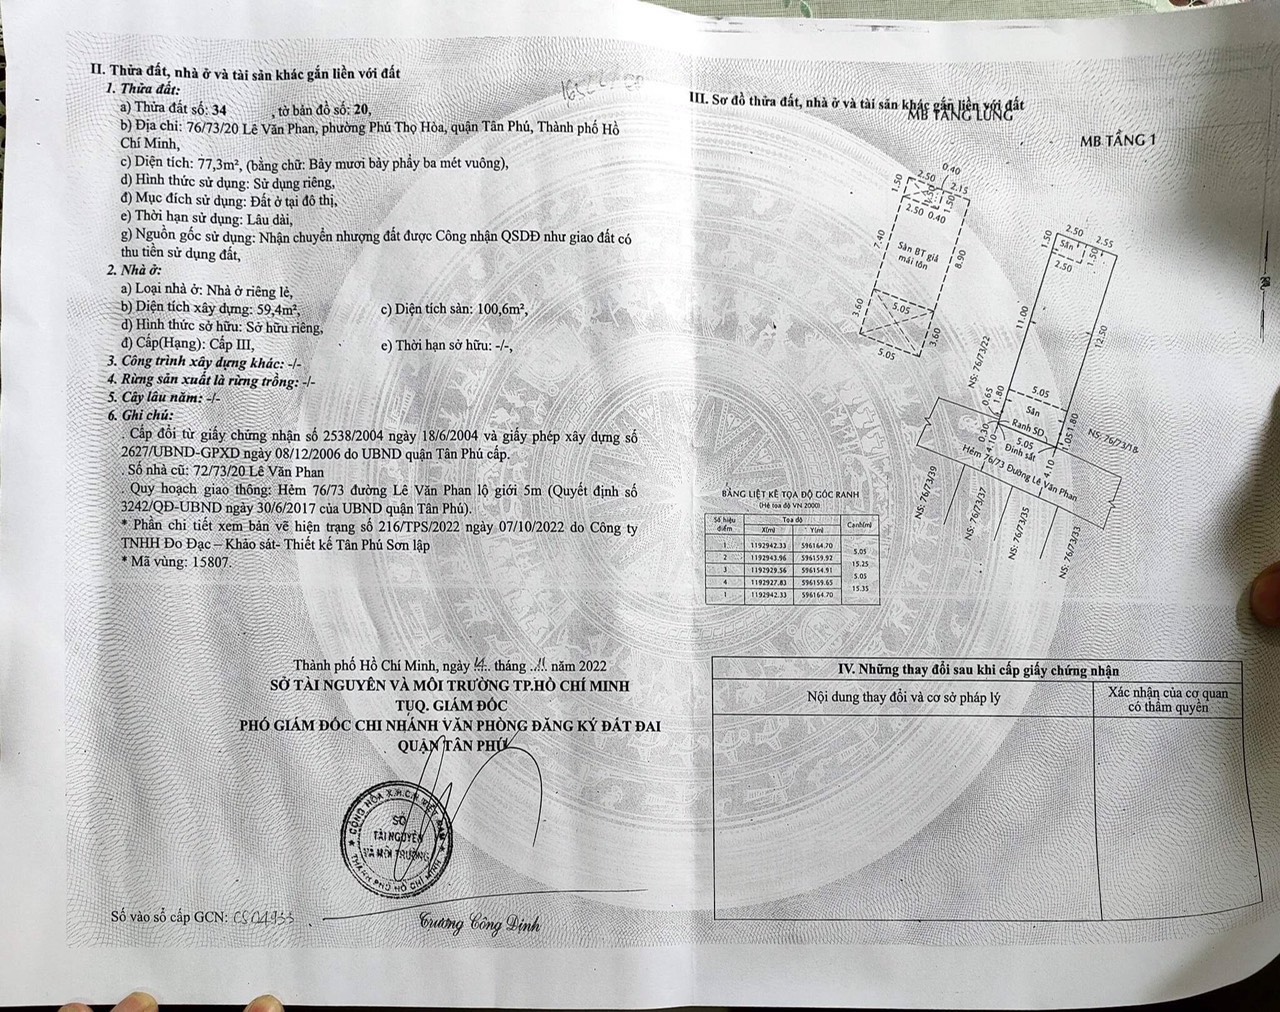 II. Thửa đất, nhà ở và tài sản khác gắn liền với đất
1. Thửa đất:
a) Thửa đất số: 34 , tờ bản đồ số: 20,
b) Địa chỉ: 76/73/20 Lê Văn Phan, phường Phú Thọ Hòa, quận Tân Phú, Thành phố Hồ
Chí Minh,
c) Diện tích: 77,3m², (bằng chữ: Bảy mươi bảy phẩy ba mét vuông),
d) Hình thức sử dụng: Sử dụng riêng,
đ) Mục đích sử dụng: Đất ở tại đô thị,
e) Thời hạn sử dụng: Lâu dài,
g) Nguồn gốc sử dụng: Nhận chuyển nhượng đất được Công nhận QSDĐ như giao đất có
thu tiền sử dụng đất,
2. Nhà ở:
a) Loại nhà ở: Nhà ở riêng lẻ,
b) Diện tích xây dựng: 59,4m², c) Diện tích sàn: 100,6m²,
d) Hình thức sở hữu: Sở hữu riêng,
đ) Cấp(Hạng): Cấp III, e) Thời hạn sở hữu: -/-,
3. Công trình xây dựng khác: -/-
4. Rừng sản xuất là rừng trồng: -/-
5. Cây lâu năm: -/-
6. Ghi chú:
. Cấp đổi từ giấy chứng nhận số 2538/2004 ngày 18/6/2004 và giấy phép xây dựng số
2627/UBND-GPXD ngày 08/12/2006 do UBND quận Tân Phú cấp.
. Số nhà cũ: 72/73/20 Lê Văn Phan
. Quy hoạch giao thông: Hẻm 76/73 đường Lê Văn Phan lộ giới 5m (Quyết định số
3242/QĐ-UBND ngày 30/6/2017 của UBND quận Tân Phú).
* Phần chi tiết xem bản vẽ hiện trạng số 216/TPS/2022 ngày 07/10/2022 do Công ty
TNHH Đo Đạc – Khảo sát- Thiết kế Tân Phú Sơn lập
* Mã vùng: 15807.
Thành phố Hồ Chí Minh, ngày 14. tháng .11. năm 2022
SỞ TÀI NGUYÊN VÀ MÔI TRƯỜNG TP.HỒ CHÍ MINH
TUQ. GIÁM ĐỐC
PHÓ GIÁM ĐỐC CHI NHÁNH VĂN PHÒNG ĐĂNG KÝ ĐẤT ĐAI
QUẬN TÂN PHÚ
CỘNG HÒA X.H.C.N VIỆT NAM
SỞ
TÀI NGUYÊN
VÀ MÔI TRƯỜNG
THÀNH PHỐ HỒ CHÍ MINH
Trương Công Định
Số vào sổ cấp GCN: CS04933
III. Sơ đồ thửa đất, nhà ở và tài sản khác gắn liền với đất
MB TẦNG LỬNG
MB TẦNG 1
0.40
2.50
2.15
1.50
1.50
1.50
2.50
0.40
7.40
Sàn BT giả
mái tôn
8.90
3.60
5.05
3.60
5.05
2.50
2.55
1.50
Sân
1.50
2.50
11.00
12.50
NS: 76/73/22
5.05
0.65
1.80
Sân
Ranh SD
1.80
0.30
5.05
1.05
NS: 76/73/18
4.10
Đinh sắt
4.10
Hẻm 76/73 Đường Lê Văn Phan
NS: 76/73/39
NS: 76/73/37
NS: 76/73/35
NS: 76/73/33
BẢNG LIỆT KÊ TỌA ĐỘ GÓC RANH
(Hệ tọa độ VN 2000)
Số hiệu điểm Tọa độ Cạnh(m)
X(m) Y(m)
1 1192942.33 596164.70
5.05
2 1192943.96 596159.92
15.25
3 1192929.56 596154.91
5.05
4 1192927.83 596159.65
15.35
1 1192942.33 596164.70
IV. Những thay đổi sau khi cấp giấy chứng nhận
Nội dung thay đổi và cơ sở pháp lý
Xác nhận của cơ quan
có thẩm quyền